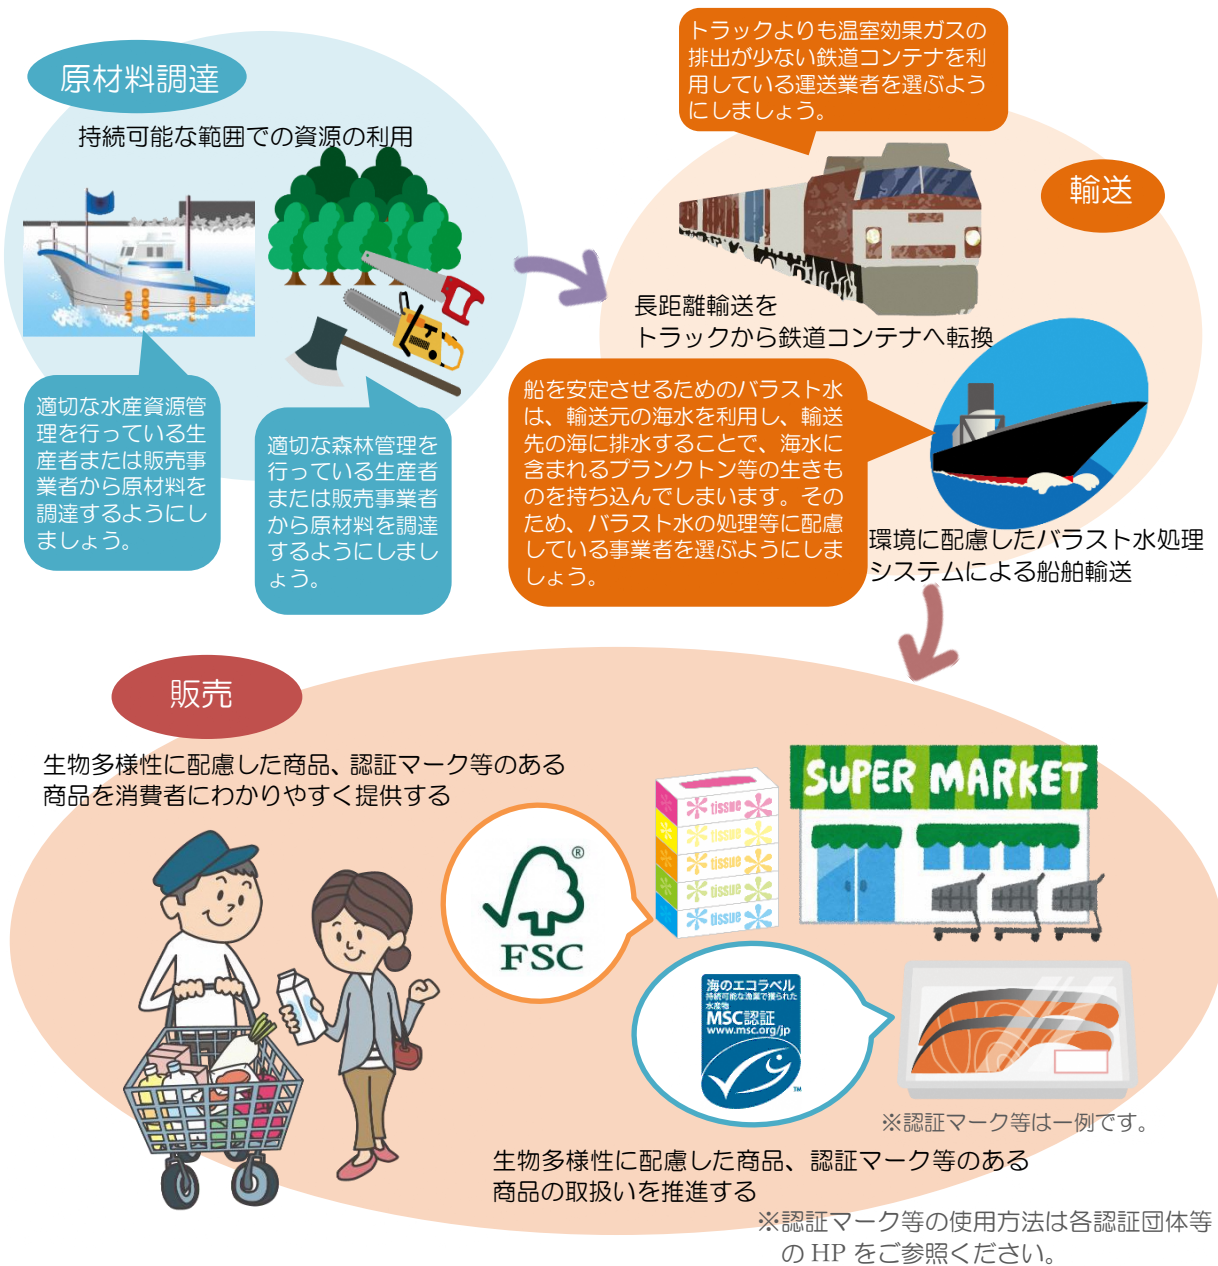 原材料調達
持続可能な範囲での資源の利用
適切な水産資源管
理を行っている生
産者または販売事
業者から原材料を
調達するようにし
ましょう。
適切な森林管理を
行っている生産者
または販売事業者
から原材料を調達
するようにしまし
ょう。
トラックよりも温室効果ガスの
排出が少ない鉄道コンテナを利
用している運送業者を選ぶよう
にしましょう。
輸送
長距離輸送を
トラックから鉄道コンテナへ転換
船を安定させるためのバラスト水
は、輸送元の海水を利用し、輸送
先の海に排水することで、海水に
含まれるプランクトン等の生きも
のを持ち込んでしまいます。その
ため、バラスト水の処理等に配慮
している事業者を選ぶようにしま
しょう。
環境に配慮したバラスト水処理
システムによる船舶輸送
販売
生物多様性に配慮した商品、認証マーク等のある
商品を消費者にわかりやすく提供する
®
FSC
tissue
tissue
tissue
tissue
tissue
SUPER MARKET
海のエコラベル
持続可能な漁業で獲られた
水産物
MSC認証
www.msc.org/jp
TM
※認証マーク等は一例です。
生物多様性に配慮した商品、認証マーク等のある
商品の取扱いを推進する
※認証マーク等の使用方法は各認証団体等
の HP をご参照ください。